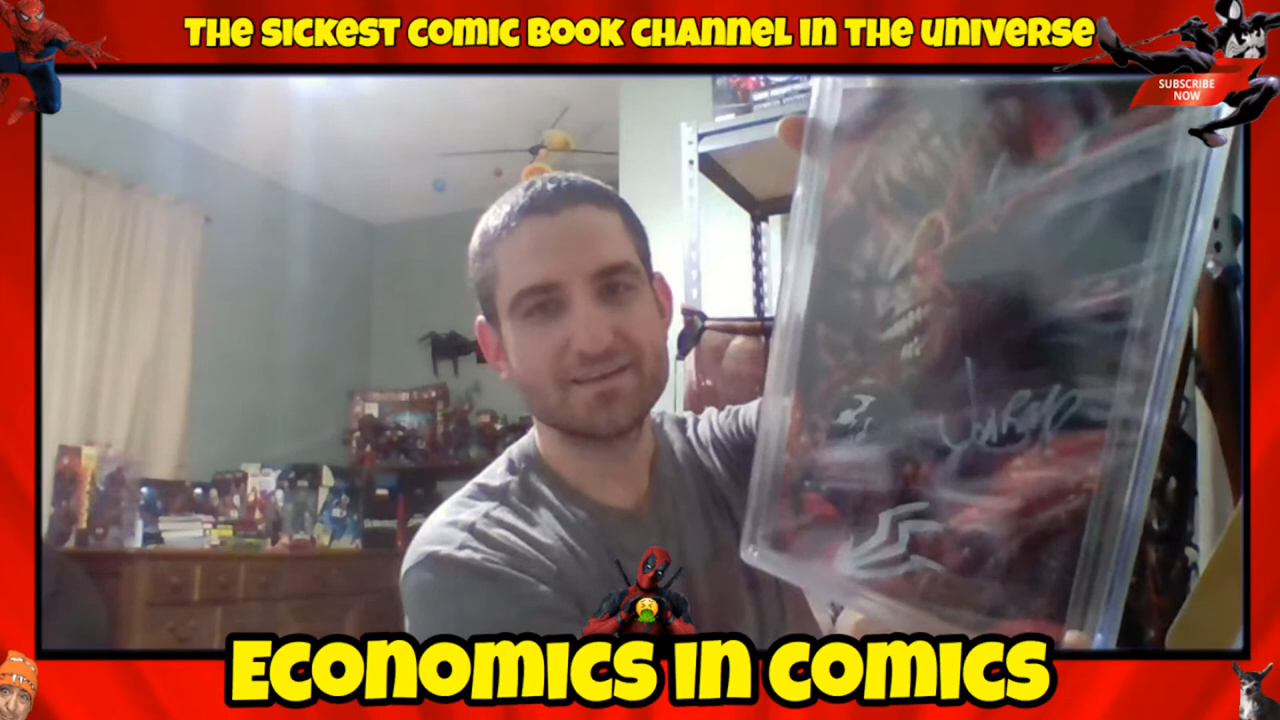 THE SICKEST COMIC BOOK CHANNEL IN THE UNIVERSE
SUBSCRIBE
NOW
ECONOMICS IN COMICS